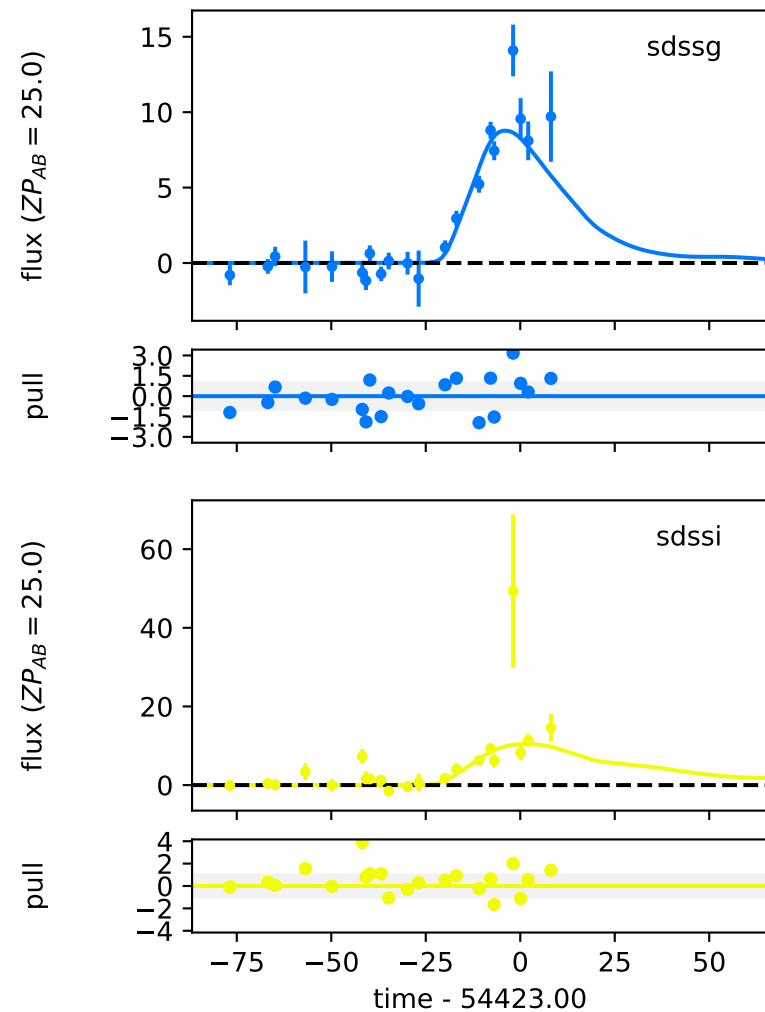 flux (ZP_AB = 25.0)
15
10
5
0
sdssg
pull
3.0
1.5
0.0
−1.5
−3.0
flux (ZP_AB = 25.0)
60
40
20
0
sdssi
pull
4
2
0
−2
−4
−75 −50 −25 0 25 50
time - 54423.00